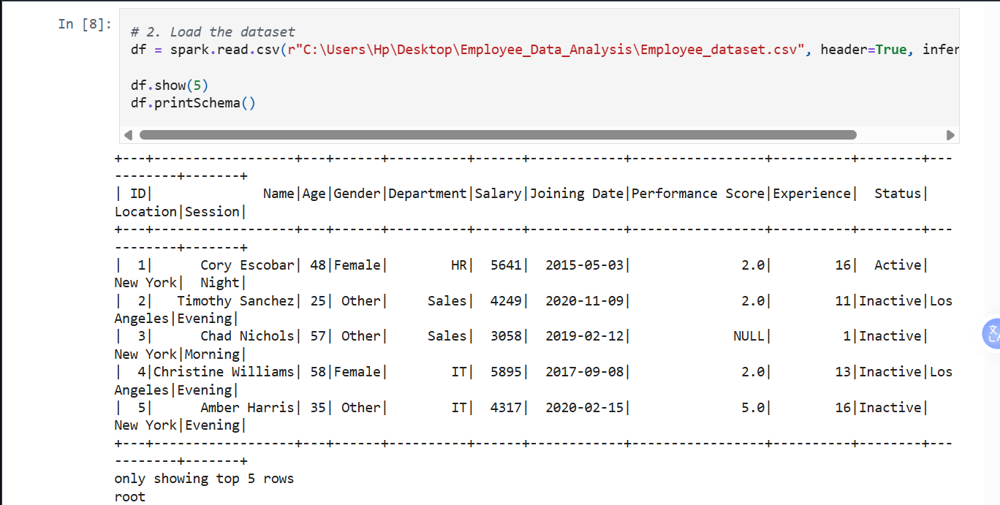 In [8]:
# 2. Load the dataset
df = spark.read.csv(r"C:\Users\Hp\Desktop\Employee_Data_Analysis\Employee_dataset.csv", header=True, infer
df.show(5)
df.printSchema()
+---+------------------+---+------+----------+------+------------+-----------------+----------+--------+---
--------+-------+
| ID|              Name|Age|Gender|Department|Salary|Joining Date|Performance Score|Experience|  Status|
Location|Session|
+---+------------------+---+------+----------+------+------------+-----------------+----------+--------+---
--------+-------+
|  1|      Cory Escobar| 48|Female|        HR|  5641|  2015-05-03|              2.0|        16|  Active|
New York|  Night|
|  2|   Timothy Sanchez| 25| Other|     Sales|  4249|  2020-11-09|              2.0|        11|Inactive|Los
Angeles|Evening|
|  3|      Chad Nichols| 57| Other|     Sales|  3058|  2019-02-12|             NULL|         1|Inactive|
New York|Morning|
|  4|Christine Williams| 58|Female|        IT|  5895|  2017-09-08|              2.0|        13|Inactive|Los
Angeles|Evening|
|  5|      Amber Harris| 35| Other|        IT|  4317|  2020-02-15|              5.0|        16|Inactive|
New York|Evening|
+---+------------------+---+------+----------+------+------------+-----------------+----------+--------+---
--------+-------+
only showing top 5 rows
root